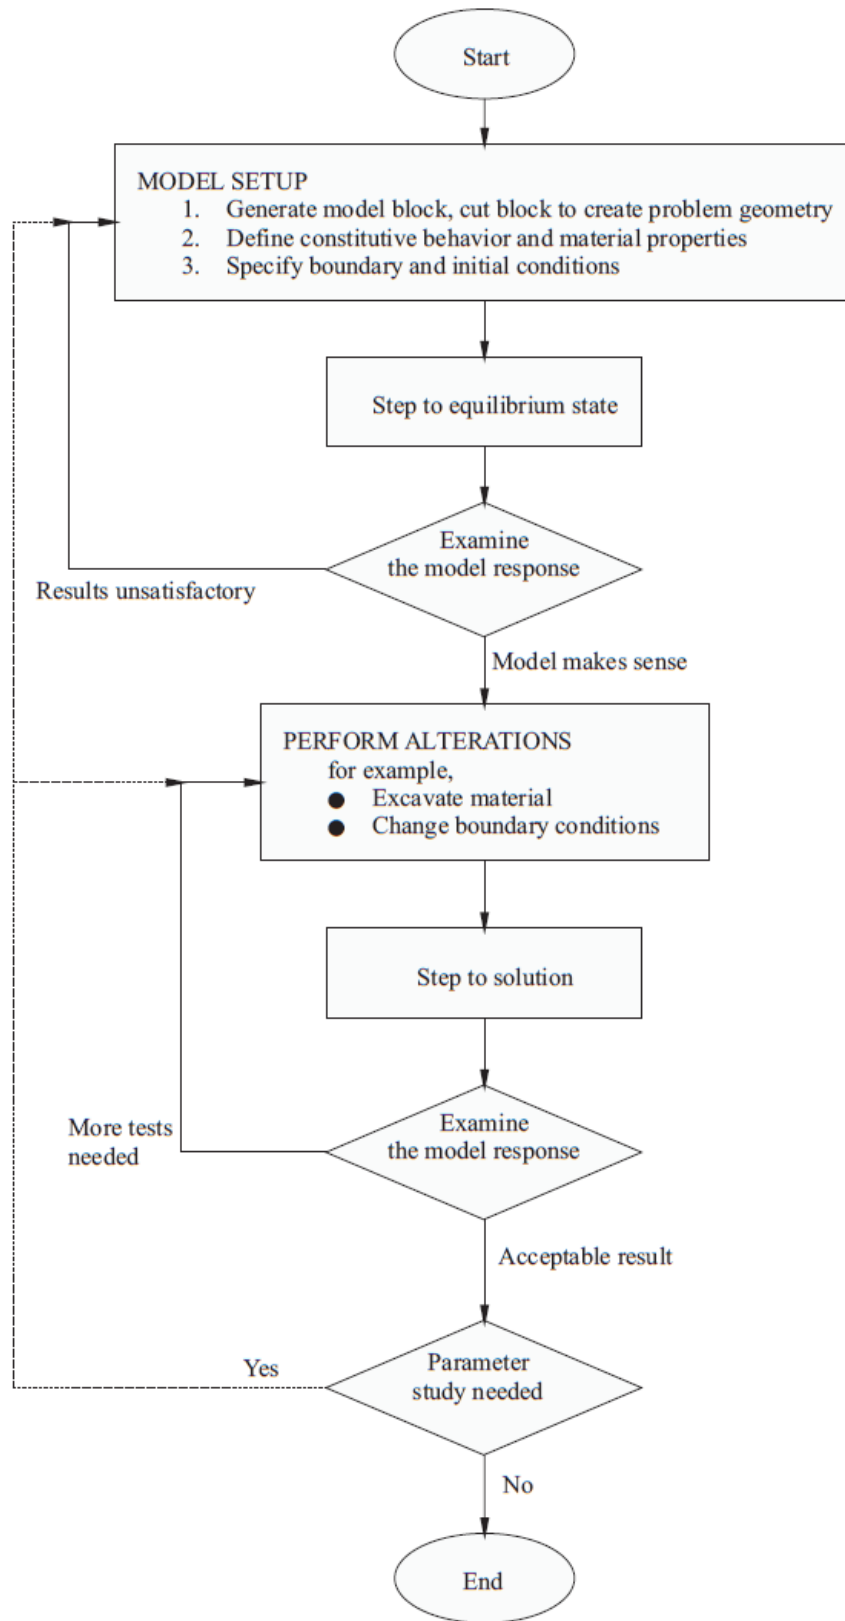 Start
MODEL SETUP
1. Generate model block, cut block to create problem geometry
2. Define constitutive behavior and material properties
3. Specify boundary and initial conditions
Step to equilibrium state
Examine
the model response
Results unsatisfactory
Model makes sense
PERFORM ALTERATIONS
for example,
● Excavate material
● Change boundary conditions
Step to solution
Examine
the model response
More tests
needed
Acceptable result
Parameter
study needed
Yes
No
End